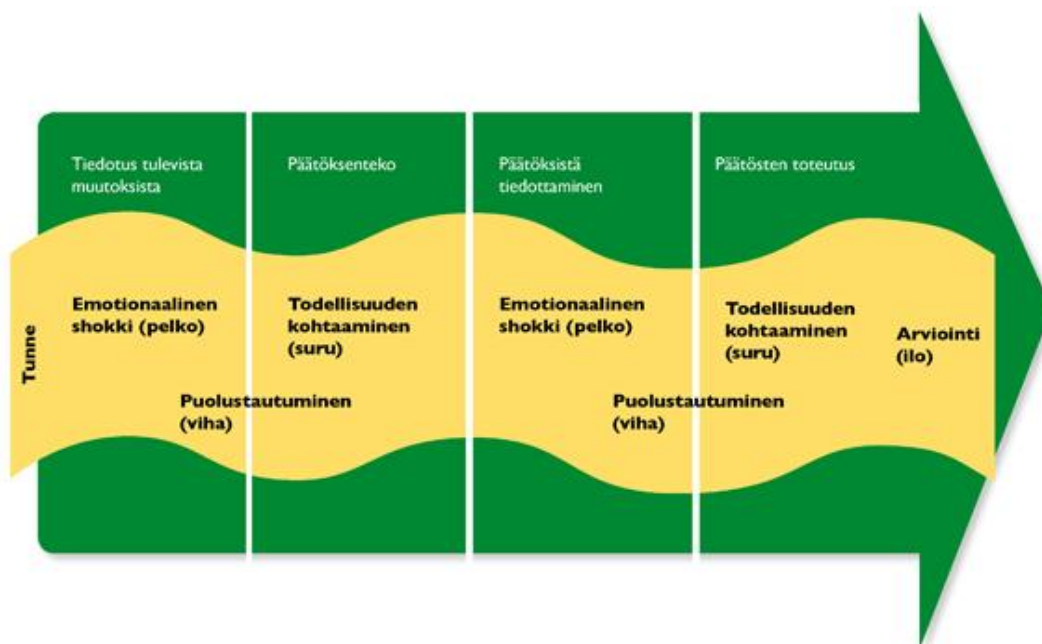 Tiedotus tulevista
muutoksista
Päätöksenteko
Päätöksistä
tiedottaminen
Päätösten toteutus
Tunne
Emotionaalinen
shokki (pelko)
Todellisuuden
kohtaaminen
(suru)
Emotionaalinen
shokki (pelko)
Todellisuuden
kohtaaminen
(suru)
Arviointi
(ilo)
Puolustautuminen
(viha)
Puolustautuminen
(viha)